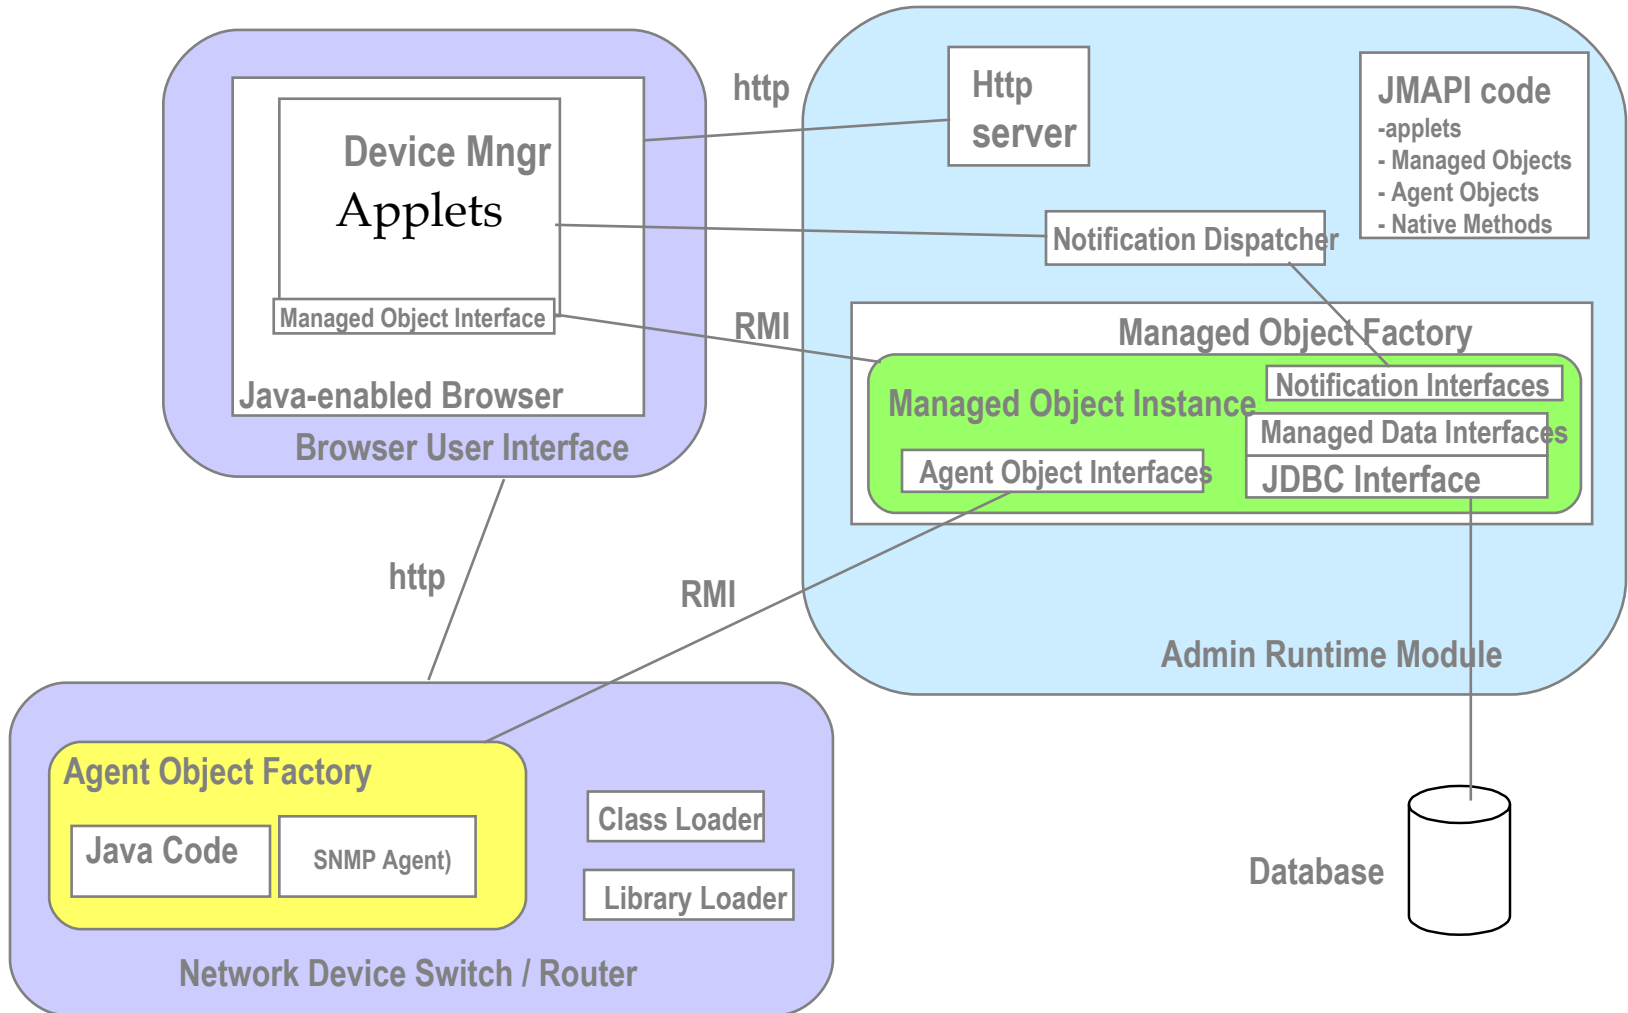 http
Http
server
JMAPI code
-applets
- Managed Objects
- Agent Objects
- Native Methods
Device Mngr
Applets
Notification Dispatcher
Managed Object Interface
RMI
Managed Object Factory
Java-enabled Browser
Notification Interfaces
Managed Object Instance
Managed Data Interfaces
Browser User Interface
Agent Object Interfaces
JDBC Interface
http
RMI
Admin Runtime Module
Agent Object Factory
Class Loader
Java Code
SNMP Agent)
Database
Library Loader
Network Device Switch / Router